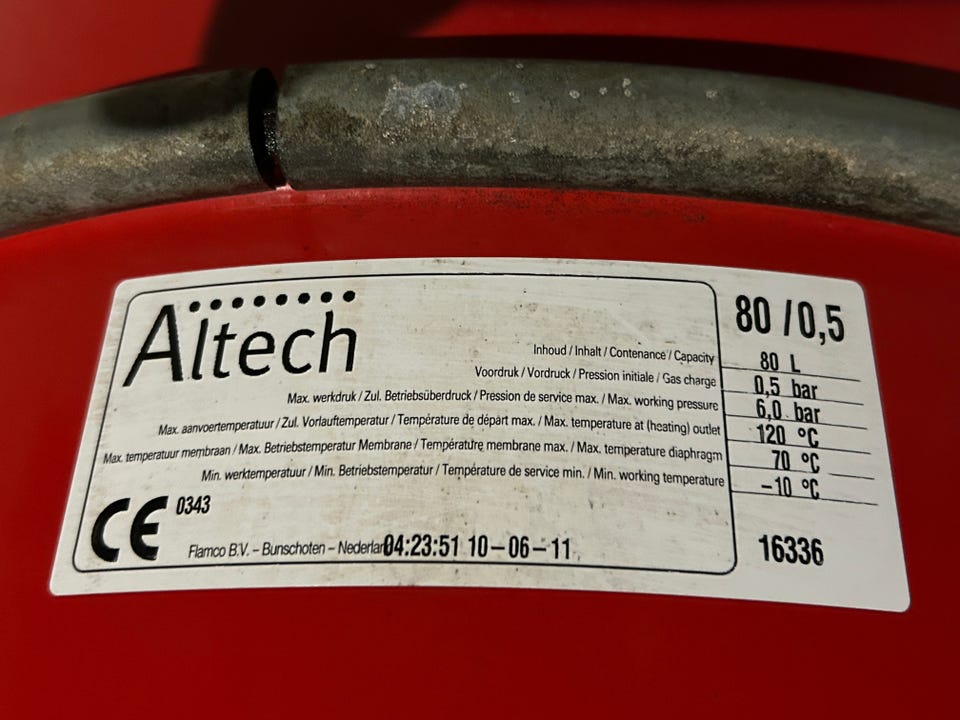 Altech
80/0,5
Inhoud / Inhalt / Contenance / Capacity 80 L
Voordruk / Vordruck / Pression initiale / Gas charge 0,5 bar
Max. werkdruk / Zul. Betriebsüberdruck / Pression de service max. / Max. working pressure 6,0 bar
Max. aanvoertemperatuur / Zul. Vorlauftemperatur / Température de départ max. / Max. temperature at (heating) outlet 120 °C
Max. temperatuur membraan / Max. Betriebstemperatur Membrane / Température membrane max. / Max. temperature diaphragm 70 °C
Min. werktemperatuur / Min. Betriebstemperatur / Température de service min. / Min. working temperature -10 °C
CE 0343
Flamco B.V. – Bunschoten – Nederland 04:23:51 10-06-11
16336